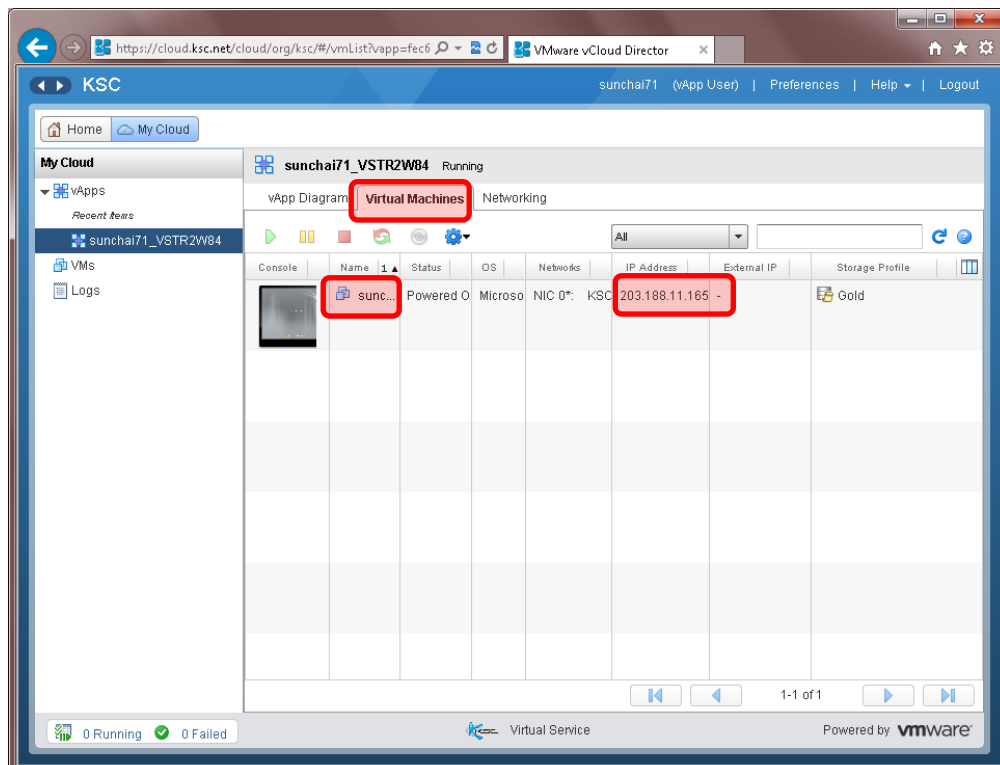 https://cloud.ksc.net/cloud/org/ksc/#/vmList?vapp=fec6
VMware vCloud Director
KSC
sunchai71 (vApp User) | Preferences | Help | Logout
Home
My Cloud
My Cloud
vApps
Recent Items
sunchai71_VSTR2W84
VMs
Logs
sunchai71_VSTR2W84 Running
vApp Diagram Virtual Machines Networking
All
Console Name 1 Status OS Networks IP Address External IP Storage Profile
sunc... Powered O Microso NIC 0*: KSC 203.188.11.165 - Gold
1-1 of 1
0 Running 0 Failed
KSC Virtual Service
Powered by vmware